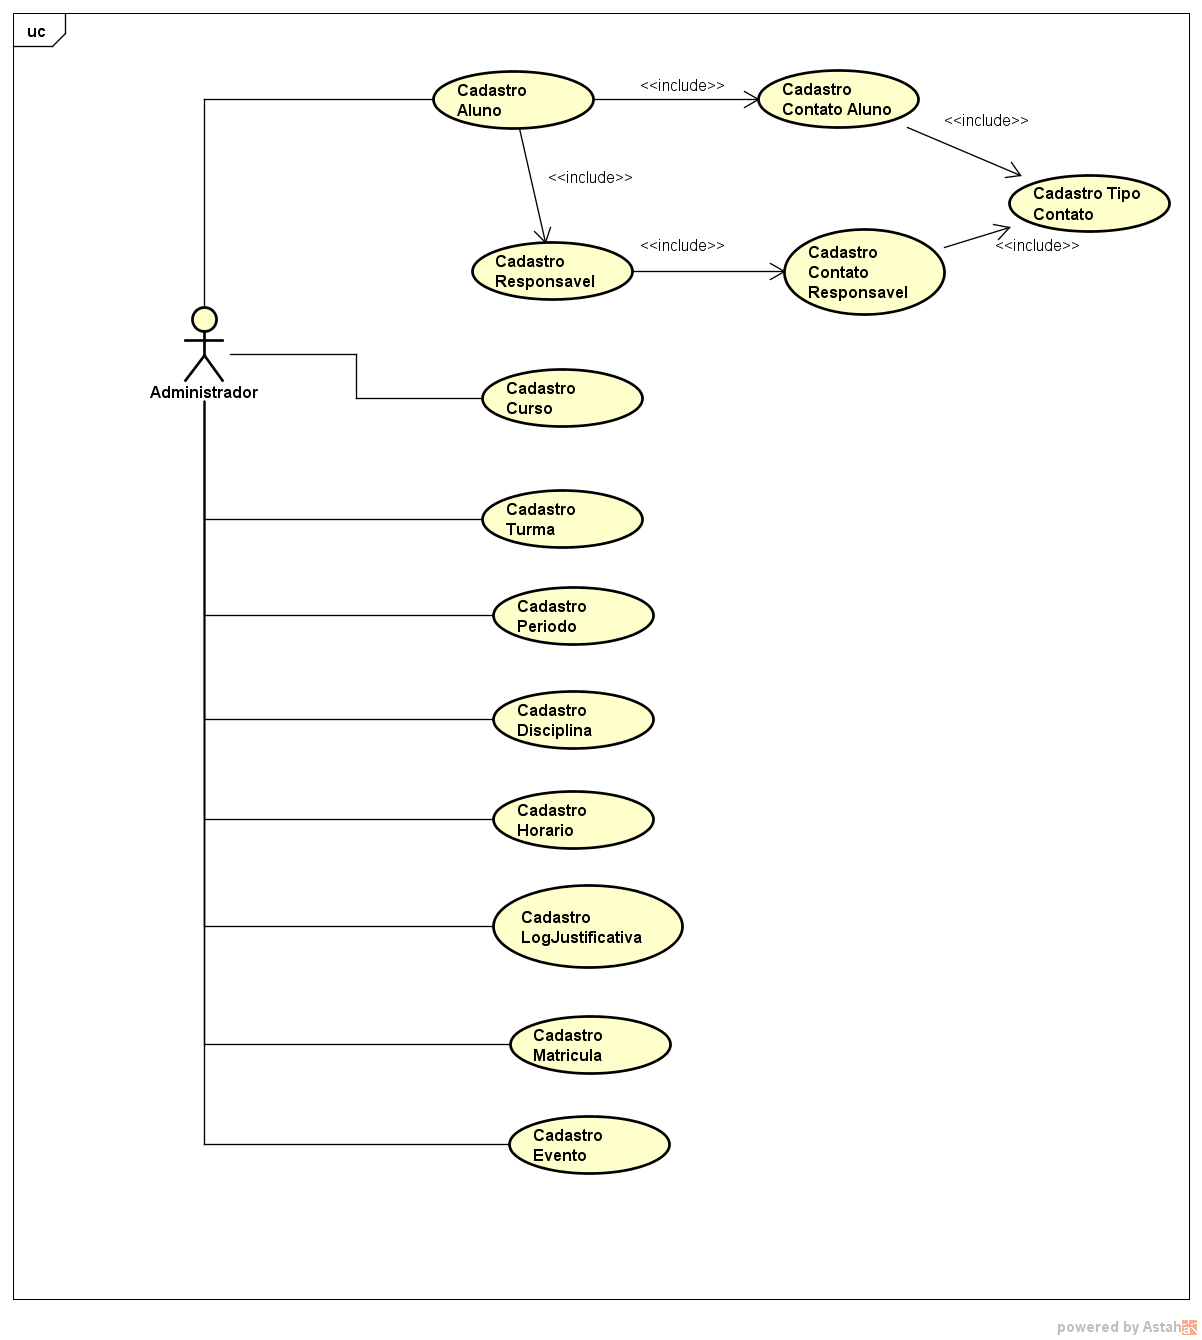 uc
Cadastro
Aluno
<<include>>
Cadastro
Contato Aluno
<<include>>
<<include>>
Cadastro Tipo
Contato
Cadastro
Responsavel
<<include>>
Cadastro
Contato
Responsavel
<<include>>
Administrador
Cadastro
Curso
Cadastro
Turma
Cadastro
Periodo
Cadastro
Disciplina
Cadastro
Horario
Cadastro
LogJustificativa
Cadastro
Matricula
Cadastro
Evento
powered by Astah